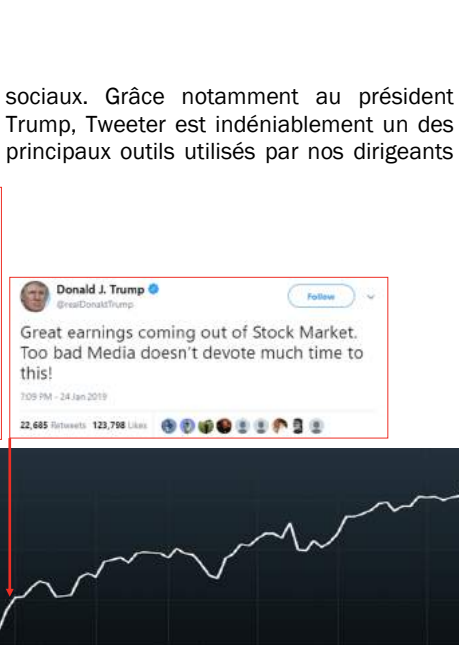 sociaux. Grâce notamment au président
Trump, Tweeter est indéniablement un des
principaux outils utilisés par nos dirigeants
Donald J. Trump
@realDonaldTrump
Follow
Great earnings coming out of Stock Market.
Too bad Media doesn't devote much time to
this!
7:09 PM - 24 Jan 2019
22,685 Retweets 123,798 Likes